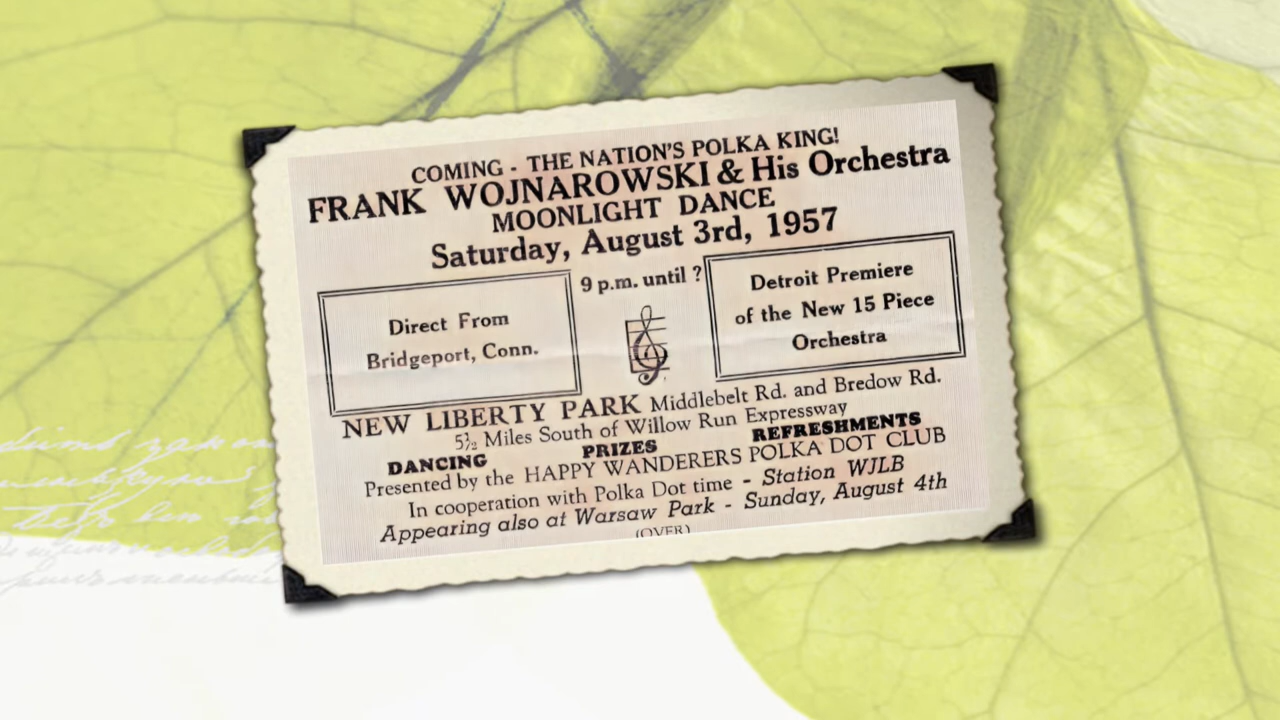 COMING - THE NATION'S POLKA KING!
FRANK WOJNAROWSKI & His Orchestra
MOONLIGHT DANCE
Saturday, August 3rd, 1957
9 p.m. until ?
Direct From
Bridgeport, Conn.
Detroit Premiere
of the New 15 Piece
Orchestra
NEW LIBERTY PARK Middlebelt Rd. and Bredow Rd.
5½ Miles South of Willow Run Expressway
DANCING PRIZES REFRESHMENTS
Presented by the HAPPY WANDERERS POLKA DOT CLUB
In cooperation with Polka Dot time - Station WJLB
Appearing also at Warsaw Park - Sunday, August 4th
(OVER)